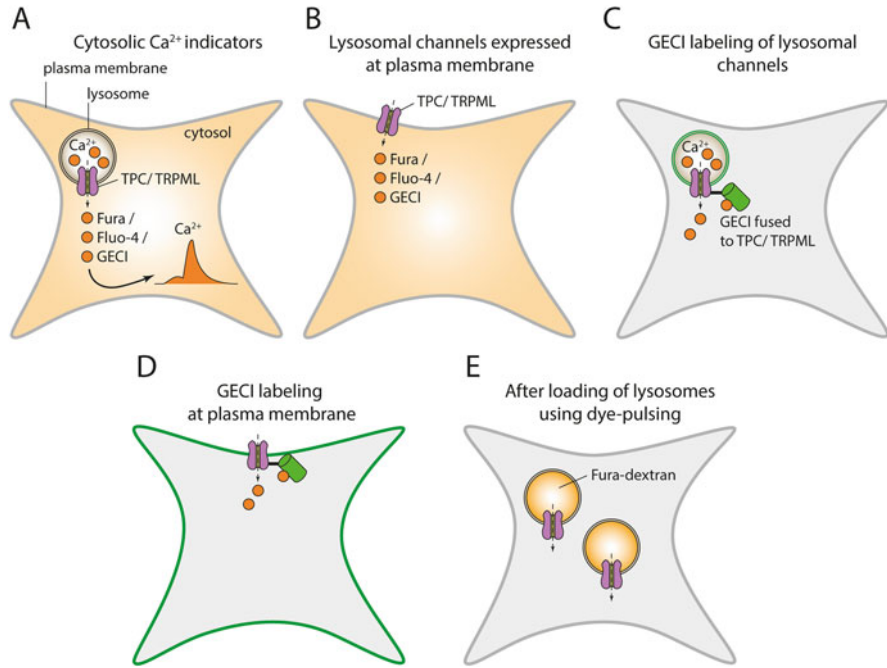 A
Cytosolic Ca²⁺ indicators
plasma membrane
lysosome
cytosol
Ca²⁺
TPC/ TRPML
Fura /
Fluo-4 /
GECI
Ca²⁺
B
Lysosomal channels expressed
at plasma membrane
TPC/ TRPML
Fura /
Fluo-4 /
GECI
C
GECI labeling of lysosomal
channels
Ca²⁺
GECI fused
to TPC/ TRPML
D
GECI labeling
at plasma membrane
E
After loading of lysosomes
using dye-pulsing
Fura-dextran